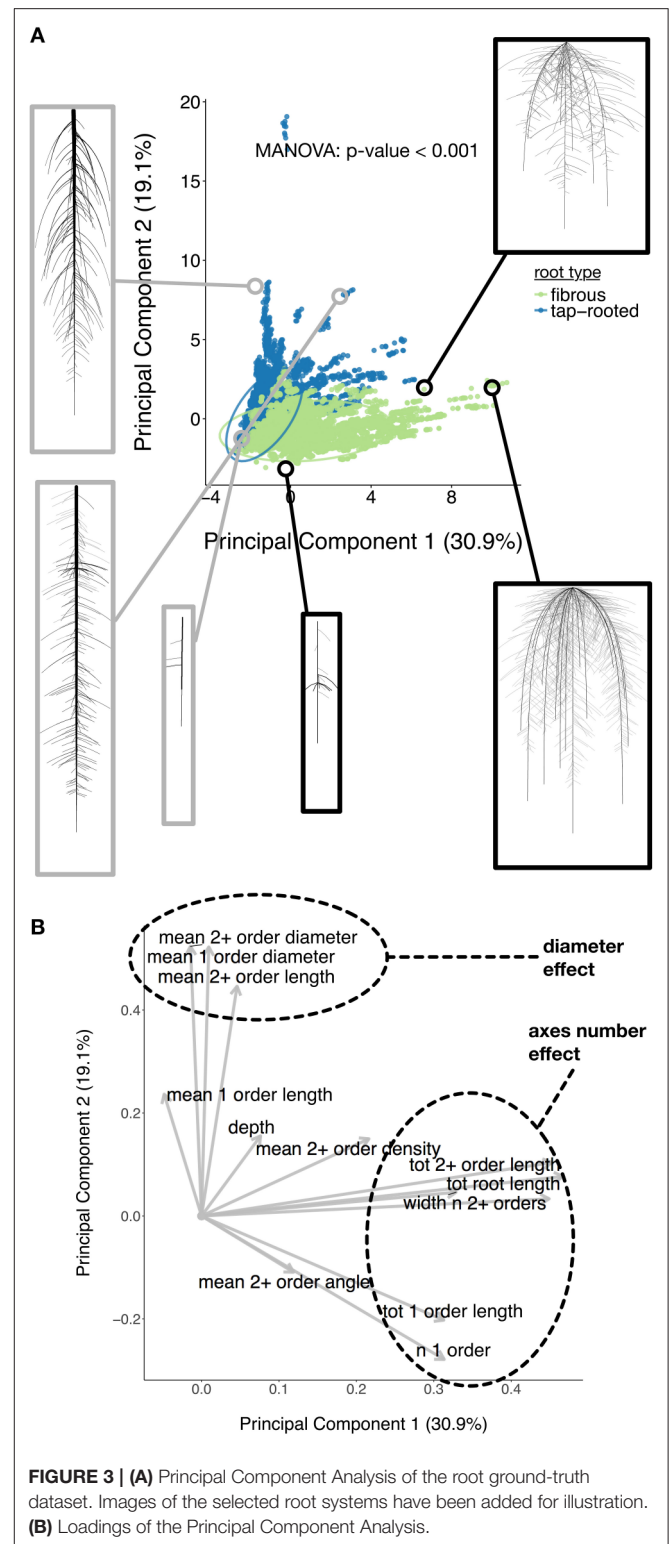 A
20
15
10
5
0
Principal Component 2 (19.1%)
MANOVA: p-value < 0.001
root type
fibrous
tap-rooted
-4
0
4
8
Principal Component 1 (30.9%)
B
mean 2+ order diameter
mean 1 order diameter
mean 2+ order length
diameter
effect
axes number
effect
0.4
0.2
0.0
-0.2
Principal Component 2 (19.1%)
mean 1 order length
depth
mean 2+ order density
tot 2+ order length
tot root length
width n 2+ orders
mean 2+ order angle
tot 1 order length
n 1 order
0.0
0.1
0.2
0.3
0.4
Principal Component 1 (30.9%)
FIGURE 3 | (A) Principal Component Analysis of the root ground-truth
dataset. Images of the selected root systems have been added for illustration.
(B) Loadings of the Principal Component Analysis.